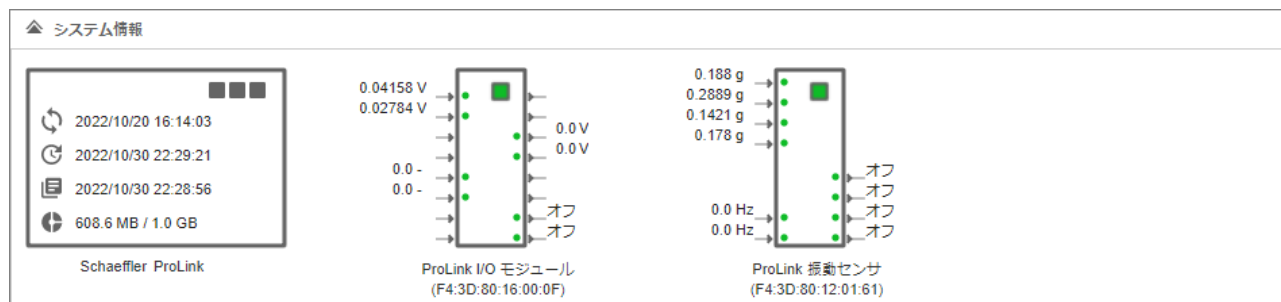 システム情報
2022/10/20 16:14:03
2022/10/30 22:29:21
2022/10/30 22:28:56
608.6 MB / 1.0 GB
Schaeffler ProLink
0.04158 V
0.02784 V
0.0 V
0.0 V
0.0 -
0.0 -
オフ
オフ
ProLink I/O モジュール
(F4:3D:80:16:00:0F)
0.188 g
0.2889 g
0.1421 g
0.178 g
オフ
オフ
オフ
オフ
0.0 Hz
0.0 Hz
ProLink 振動センサ
(F4:3D:80:12:01:61)